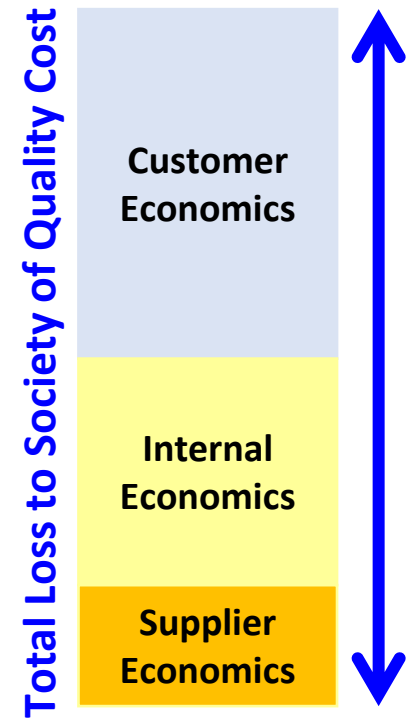 Total Loss to Society of Quality Cost
Customer
Economics
Internal
Economics
Supplier
Economics